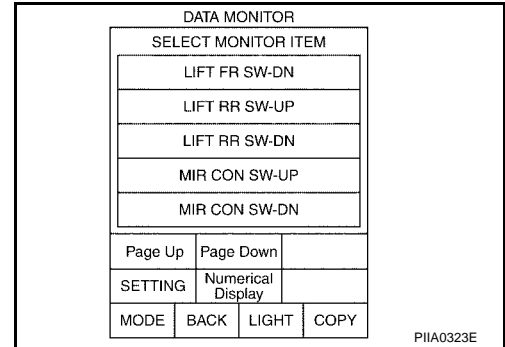 DATA MONITOR
SELECT MONITOR ITEM
LIFT FR SW-DN
LIFT RR SW-UP
LIFT RR SW-DN
MIR CON SW-UP
MIR CON SW-DN
Page Up Page Down
SETTING Numerical Display
MODE BACK LIGHT COPY
PIIA0323E